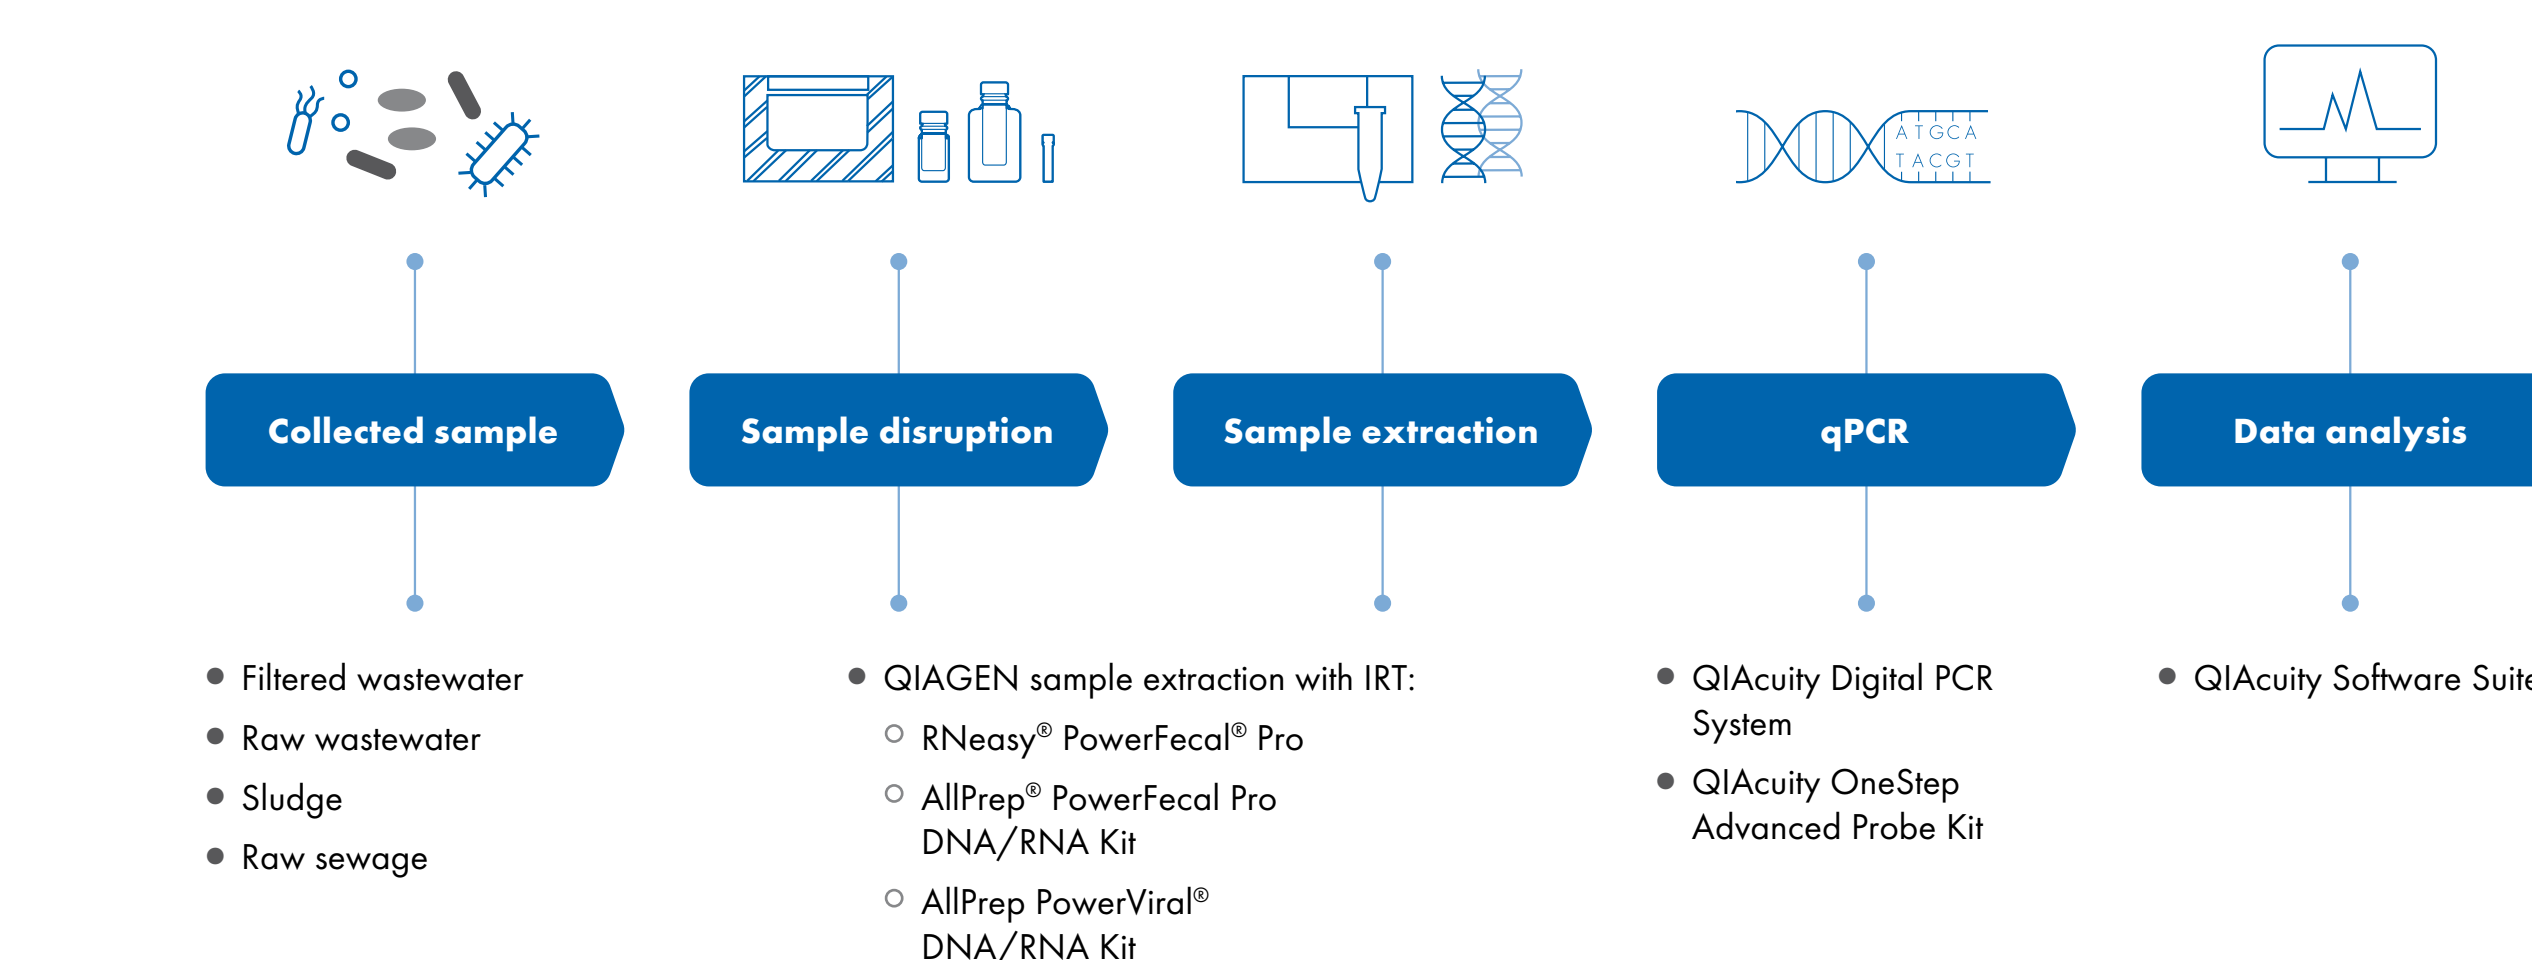 ATGCA
TACGT
Collected sample
Sample disruption
Sample extraction
qPCR
Data analysis
Filtered wastewater
Raw wastewater
Sludge
Raw sewage
QIAGEN sample extraction with IRT:
RNeasy® PowerFecal® Pro
AllPrep® PowerFecal Pro
DNA/RNA Kit
AllPrep PowerViral®
DNA/RNA Kit
QIAcuity Digital PCR
System
QIAcuity OneStep
Advanced Probe Kit
QIAcuity Software Suite